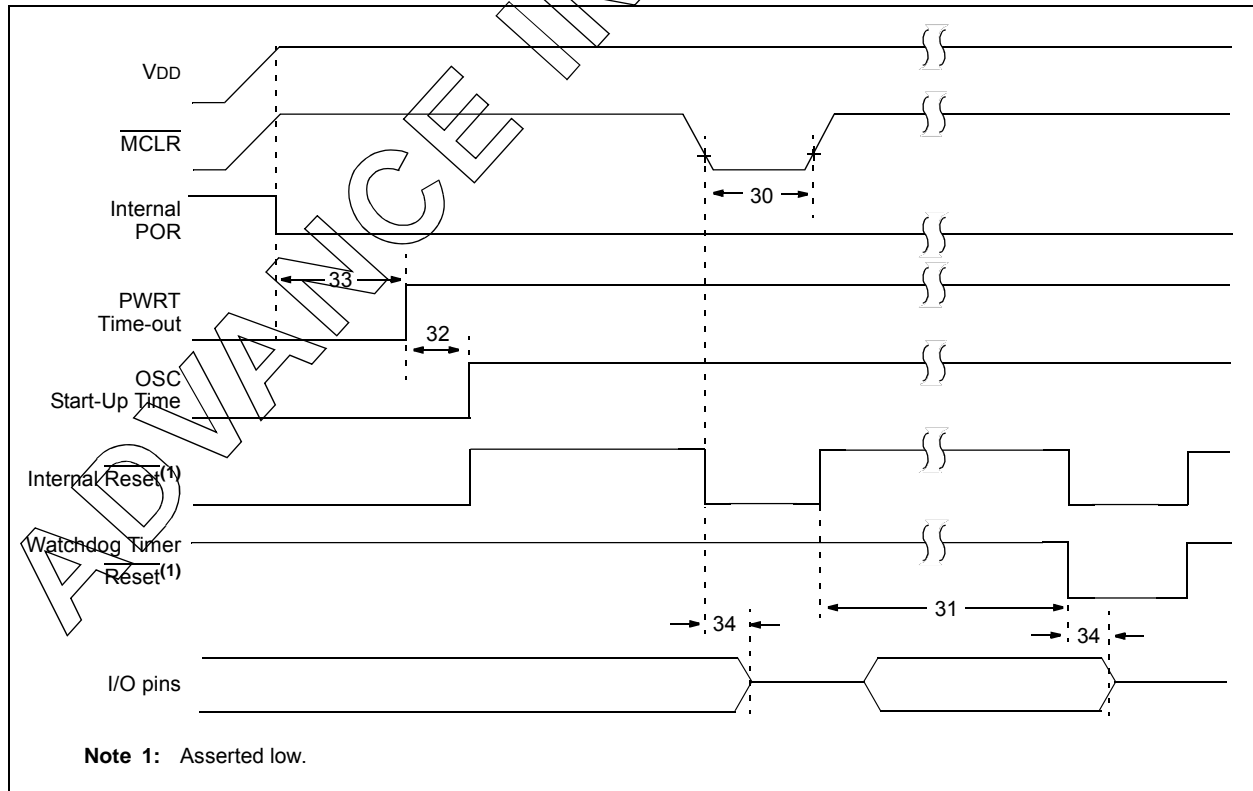 VDD
MCLR
30
Internal
POR
33
PWRT
Time-out
32
OSC
Start-Up Time
Internal Reset(1)
Watchdog Timer
Reset(1)
31
34
34
I/O pins
Note 1: Asserted low.
ADVANCE IN